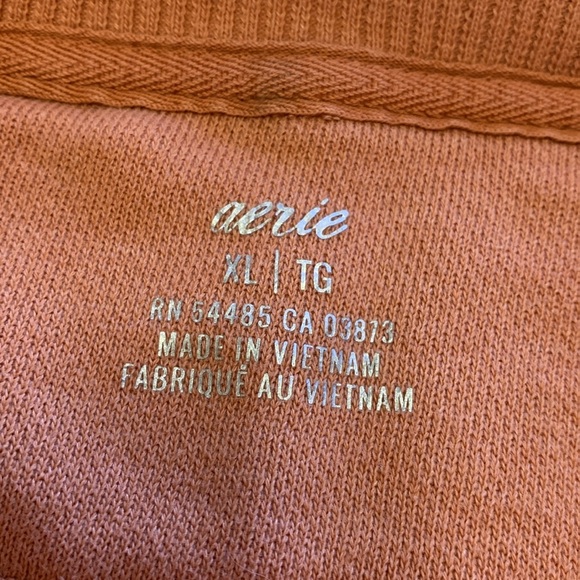 aerie
XL | TG
RN 54485 CA 03873
MADE IN VIETNAM
FABRIQUÉ AU VIETNAM